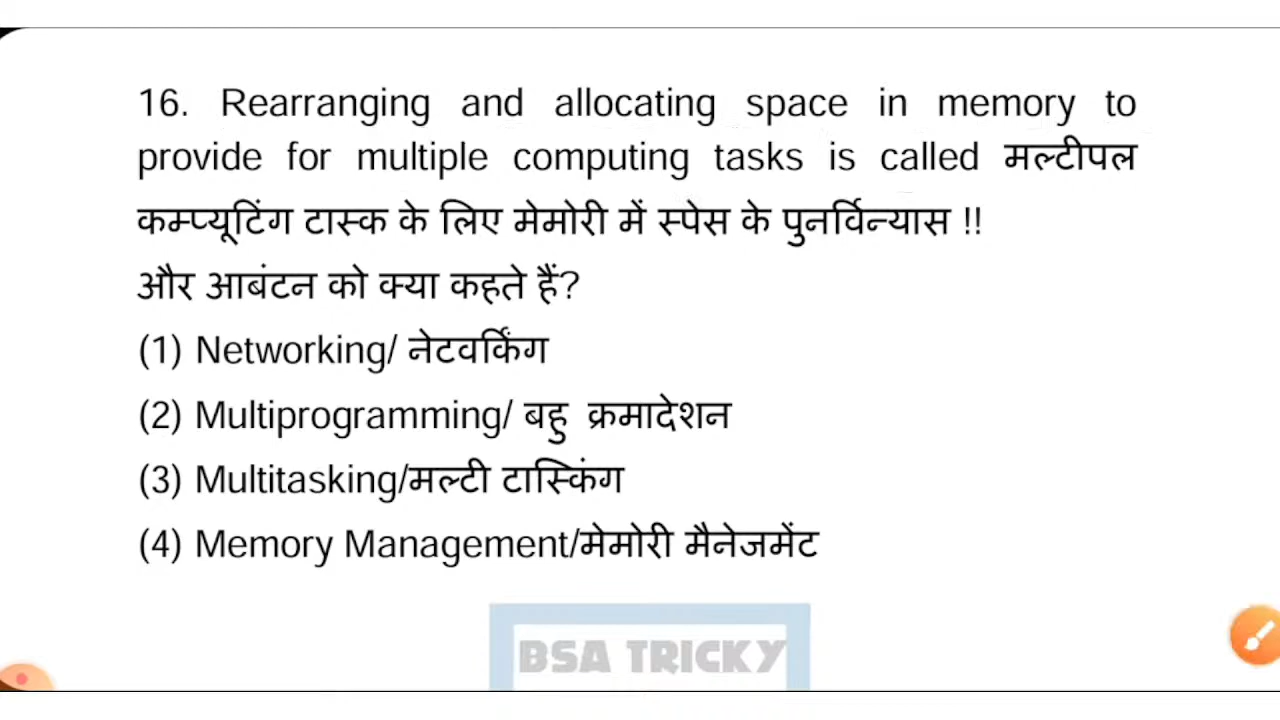 16. Rearranging and allocating space in memory to
provide for multiple computing tasks is called मल्टीपल
कम्प्यूटिंग टास्क के लिए मेमोरी में स्पेस के पुनर्विन्यास !!
और आबंटन को क्या कहते हैं?
(1) Networking/ नेटवर्किंग
(2) Multiprogramming/ बहु क्रमादेशन
(3) Multitasking/मल्टी टास्किंग
(4) Memory Management/मेमोरी मैनेजमेंट
BSA TRICKY